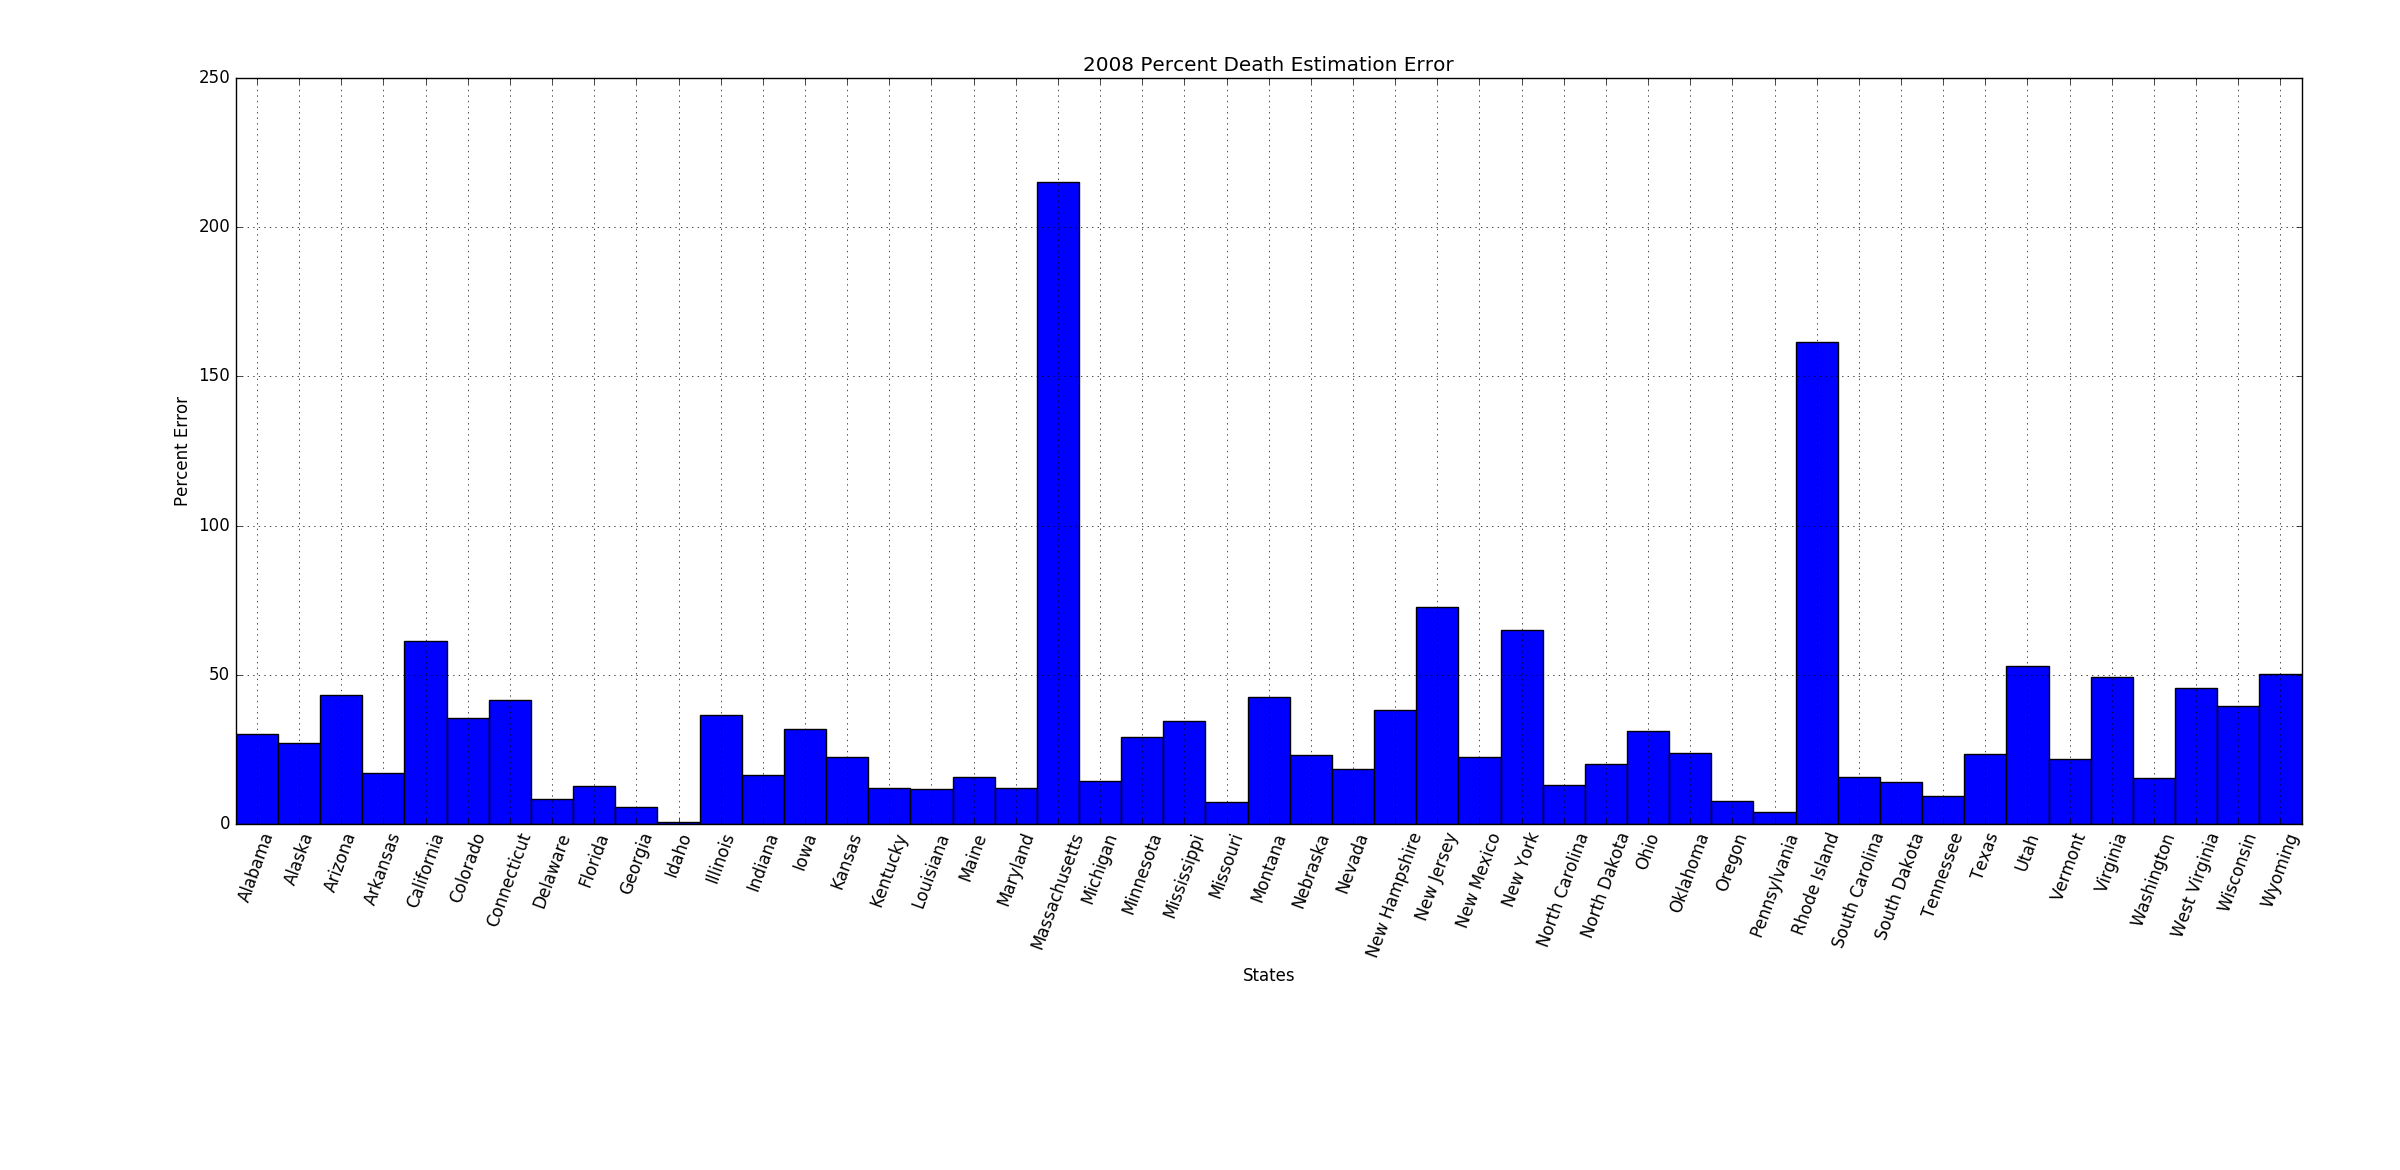 2008 Percent Death Estimation Error
250
200
150
100
50
0
Percent Error
Alabama
Alaska
Arizona
Arkansas
California
Colorado
Connecticut
Delaware
Florida
Georgia
Idaho
Illinois
Indiana
Iowa
Kansas
Kentucky
Louisiana
Maine
Maryland
Massachusetts
Michigan
Minnesota
Mississippi
Missouri
Montana
Nebraska
Nevada
New Hampshire
New Jersey
New Mexico
New York
North Carolina
North Dakota
Ohio
Oklahoma
Oregon
Pennsylvania
Rhode Island
South Carolina
South Dakota
Tennessee
Texas
Utah
Vermont
Virginia
Washington
West Virginia
Wisconsin
Wyoming
States